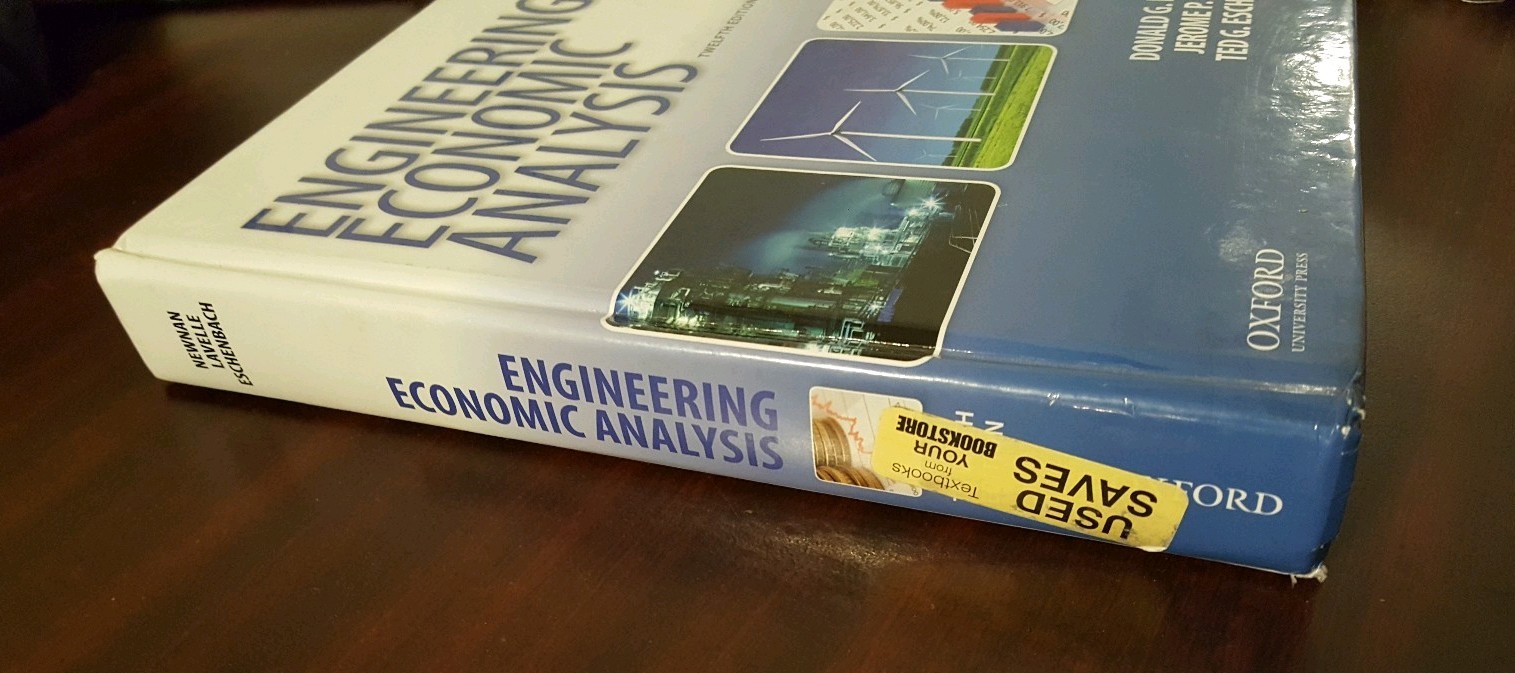 ENGINEERING
ECONOMIC
ANALYSIS
TWELFTH EDITION
DONALD G.
JEROME P.
TED G.
OXFORD
UNIVERSITY PRESS
NEWNAN
LAVELLE
ESCHENBACH
ENGINEERING
ECONOMIC ANALYSIS
OXFORD
USED
SAVES
Textbooks
from
YOUR
BOOKSTORE